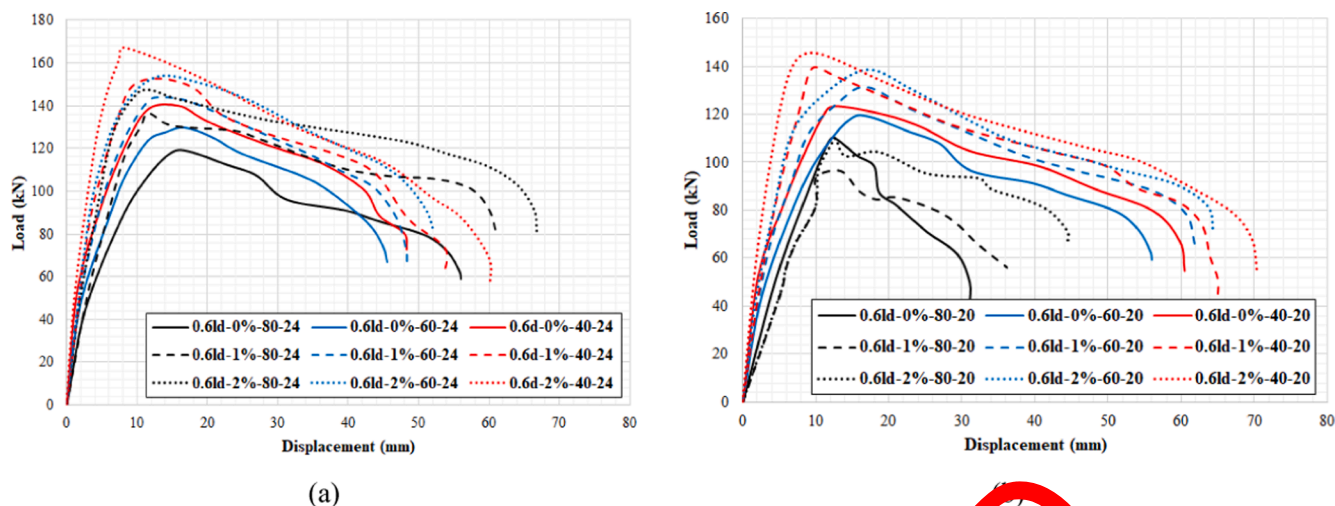 180
160
140
120
100
80
60
40
20
0
Load (kN)
0.6ld-0%-80-24 0.6ld-0%-60-24 0.6d-0%-40-24
0.6ld-1%-80-24 0.6ld-1%-60-24 0.6ld-1%-40-24
0.6ld-2%-80-24 0.6ld-2%-60-24 0.6ld-2%-40-24
0 10 20 30 40 50 60 70 80
Displacement (mm)
(a)
160
140
120
100
80
60
40
20
0
Load (kN)
0.6ld-0%-80-20 0.6ld-0%-60-20 0.6ld-0%-40-20
0.6ld-1%-80-20 0.6ld-1%-60-20 0.6ld-1%-40-20
0.6ld-2%-80-20 0.6ld-2%-60-20 0.6ld-2%-40-20
0 10 20 30 40 50 60 70 80
Displacement (mm)